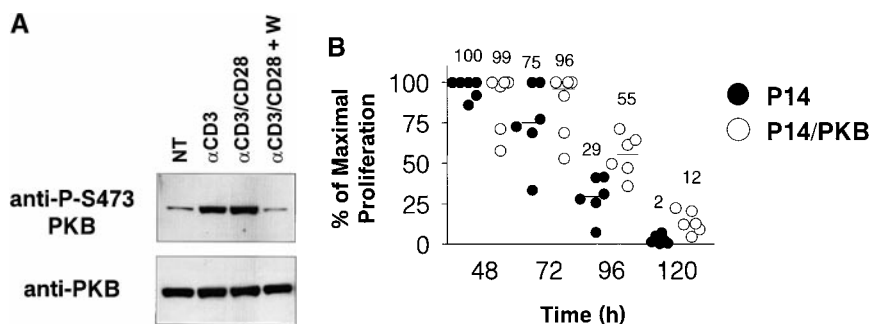 A
NT
αCD3
αCD3/CD28
αCD3/CD28 + W
anti-P-S473
PKB
anti-PKB
B
% of Maximal
Proliferation
100
75
50
25
0
100
99
75
96
29
55
2
12
48
72
96
120
Time (h)
P14
P14/PKB